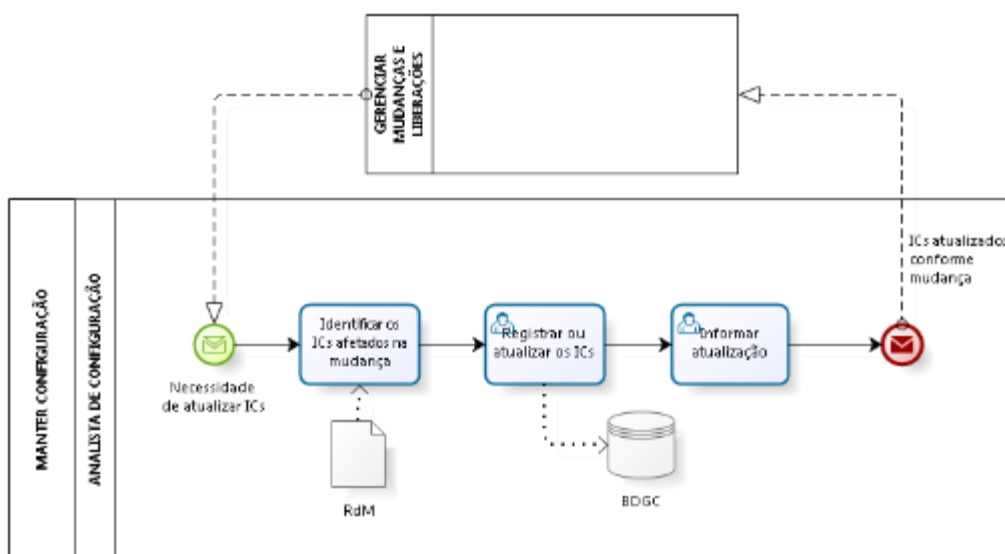 GERENCIAR
MUDANÇAS E
LIBERAÇÕES
MANTER CONFIGURAÇÃO
ANALISTA DE CONFIGURAÇÃO
ICs atualizados
conforme
mudança
Identificar os
ICs afetados na
mudança
Registrar ou
atualizar os ICs
Informar
atualização
Necessidade
de atualizar ICs
RdM
BDGC